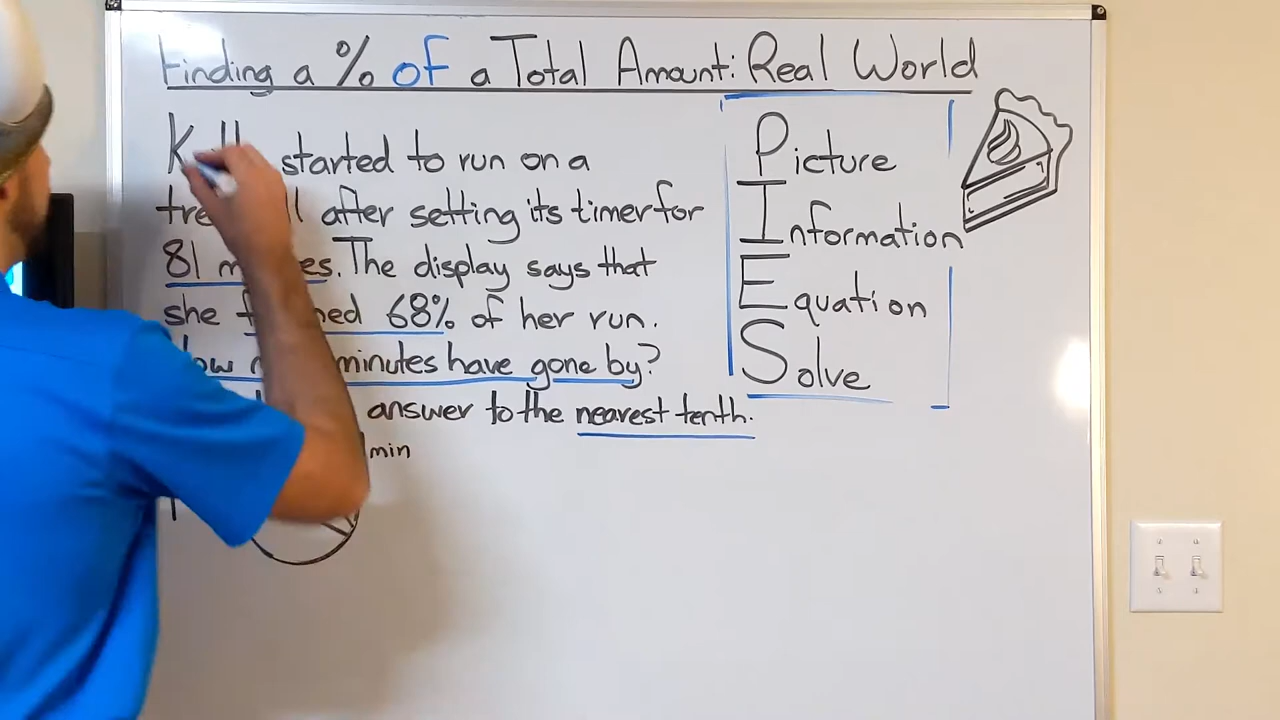 Finding a % of a Total Amount: Real World
started to run on a
after setting its timer for
81 . The display says that
she 68% of her run.
minutes have gone by?
answer to the nearest tenth.
min
Picture
Information
Equation
Solve
P